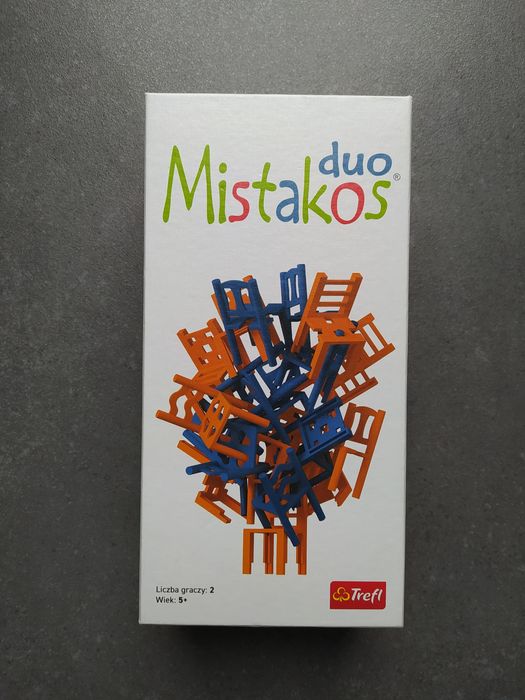 duo
Mistakos®
Liczba graczy: 2
Wiek: 5+
Trefl